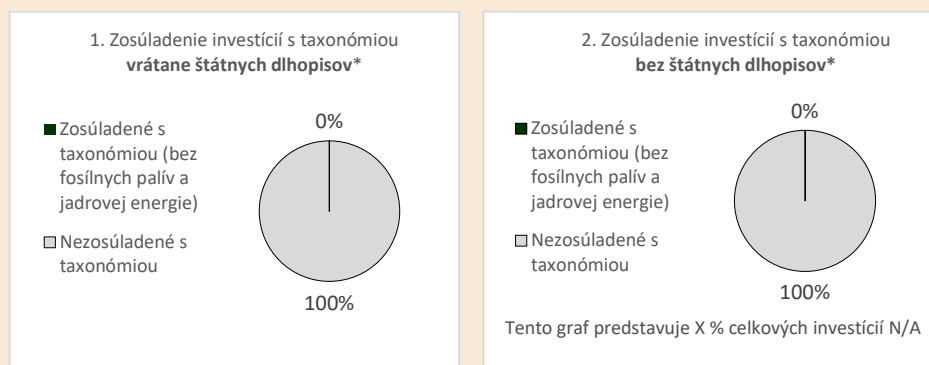 1. Zosúladenie investícií s taxonómiou
vrátane štátnych dlhopisov*
Zosúladené s
taxonómiou (bez
fosílnych palív a
jadrovej energie)
Nezosúladené s
taxonómiou
0%
100%
2. Zosúladenie investícií s taxonómiou
bez štátnych dlhopisov*
Zosúladené s
taxonómiou (bez
fosílnych palív a
jadrovej energie)
Nezosúladené s
taxonómiou
0%
100%
Tento graf predstavuje X % celkových investícií N/A